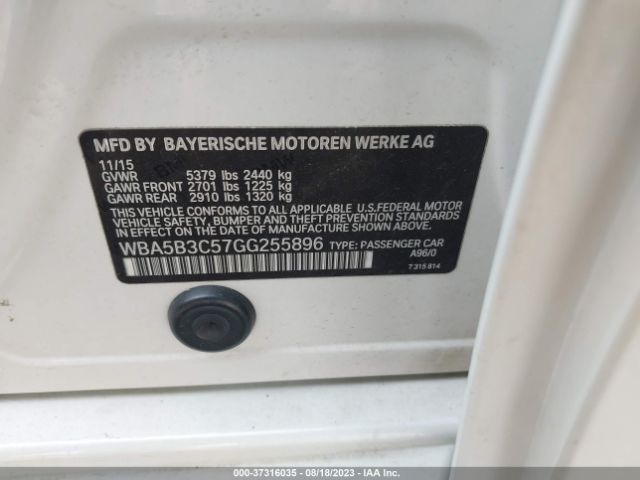 MFD BY BAYERISCHE MOTOREN WERKE AG
11/15
GVWR 5379 lbs 2440 kg
GAWR FRONT 2701 lbs 1225 kg
GAWR REAR 2910 lbs 1320 kg
THIS VEHICLE CONFORMS TO ALL APPLICABLE U.S.FEDERAL MOTOR
VEHICLE SAFETY, BUMPER, AND THEFT PREVENTION STANDARDS
IN EFFECT ON THE DATE OF MANUFACTURE SHOWN ABOVE.
WBA5B3C57GG255896 TYPE: PASSENGER CAR
A96/0
7315814
000-37316035 - 08/18/2023 - IAA Inc.